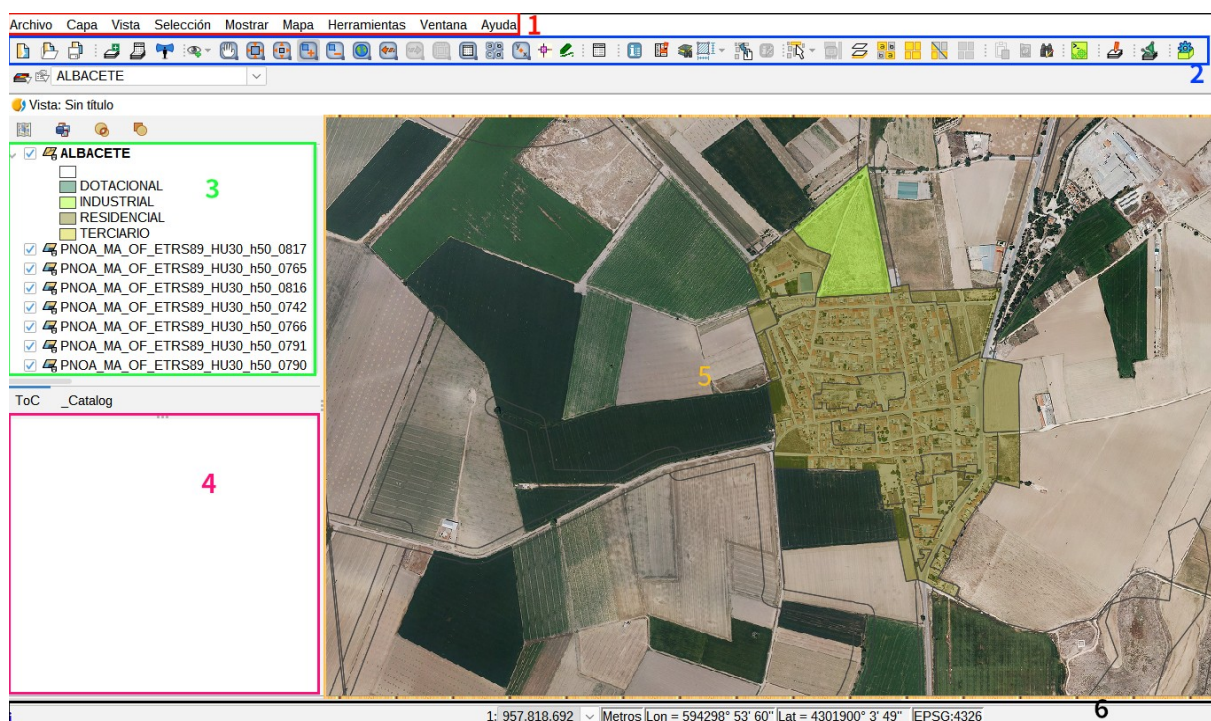 Archivo Capa Vista Selección Mostrar Mapa Herramientas Ventana Ayuda 1
2
ALBACETE
Vista: Sin título
ALBACETE
DOTACIONAL
3
INDUSTRIAL
RESIDENCIAL
TERCIARIO
PNOA_MA_OF_ETRS89_HU30_h50_0817
PNOA_MA_OF_ETRS89_HU30_h50_0765
PNOA_MA_OF_ETRS89_HU30_h50_0816
PNOA_MA_OF_ETRS89_HU30_h50_0742
PNOA_MA_OF_ETRS89_HU30_h50_0766
PNOA_MA_OF_ETRS89_HU30_h50_0791
PNOA_MA_OF_ETRS89_HU30_h50_0790
ToC _Catalog
4
5
6
1: 957.818.692 Metros Lon = 594298° 53' 60'' Lat = 4301900° 3' 49'' EPSG:4326